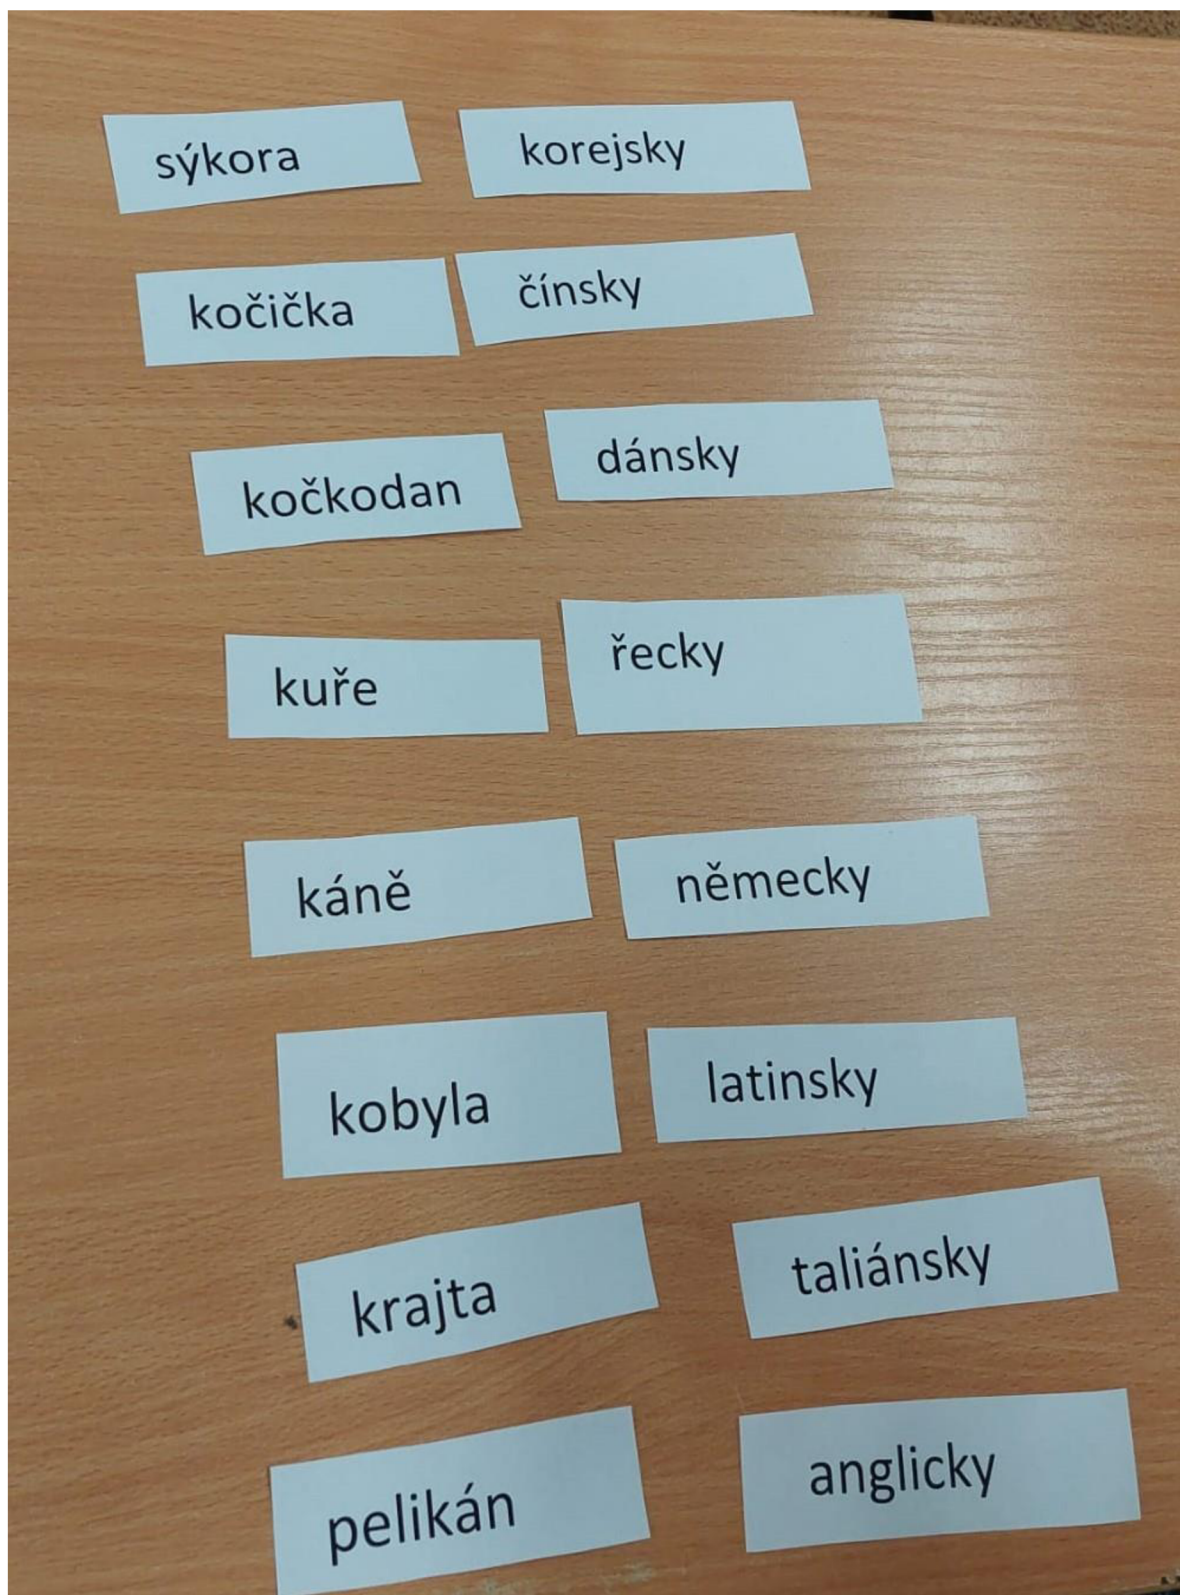 sýkora korejsky
kočička čínsky
kočkodan dánsky
kuře řecky
káně německy
kobyla latinsky
krajta taliánsky
pelikán anglicky